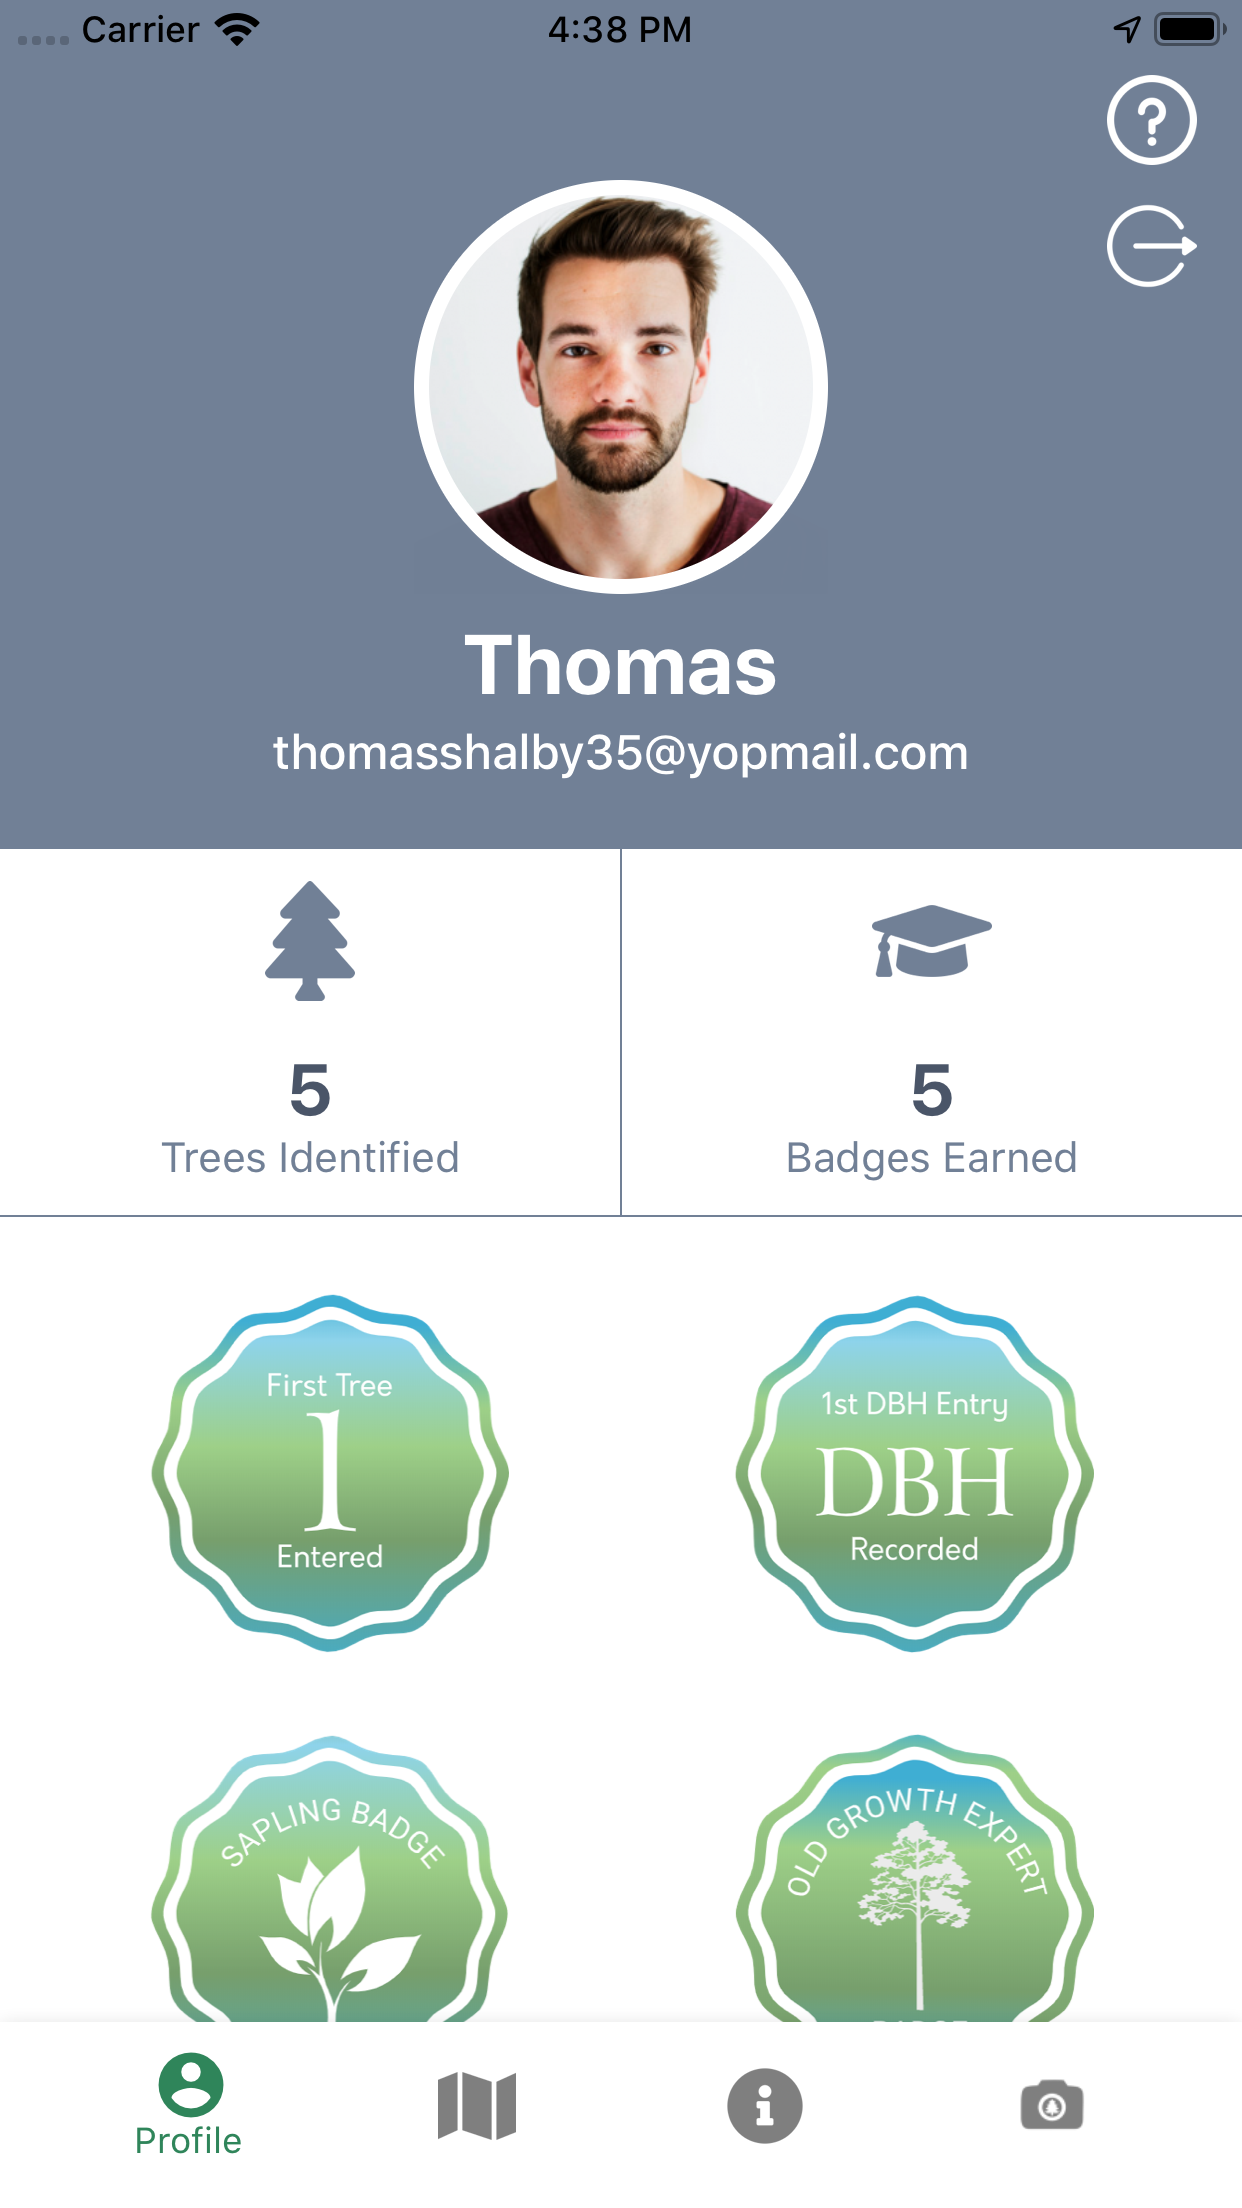 Carrier 4:38 PM
Thomas
thomasshalby35@yopmail.com
5
Trees Identified
5
Badges Earned
First Tree
1
Entered
1st DBH Entry
DBH
Recorded
SAPLING BADGE
OLD GROWTH EXPERT
Profile